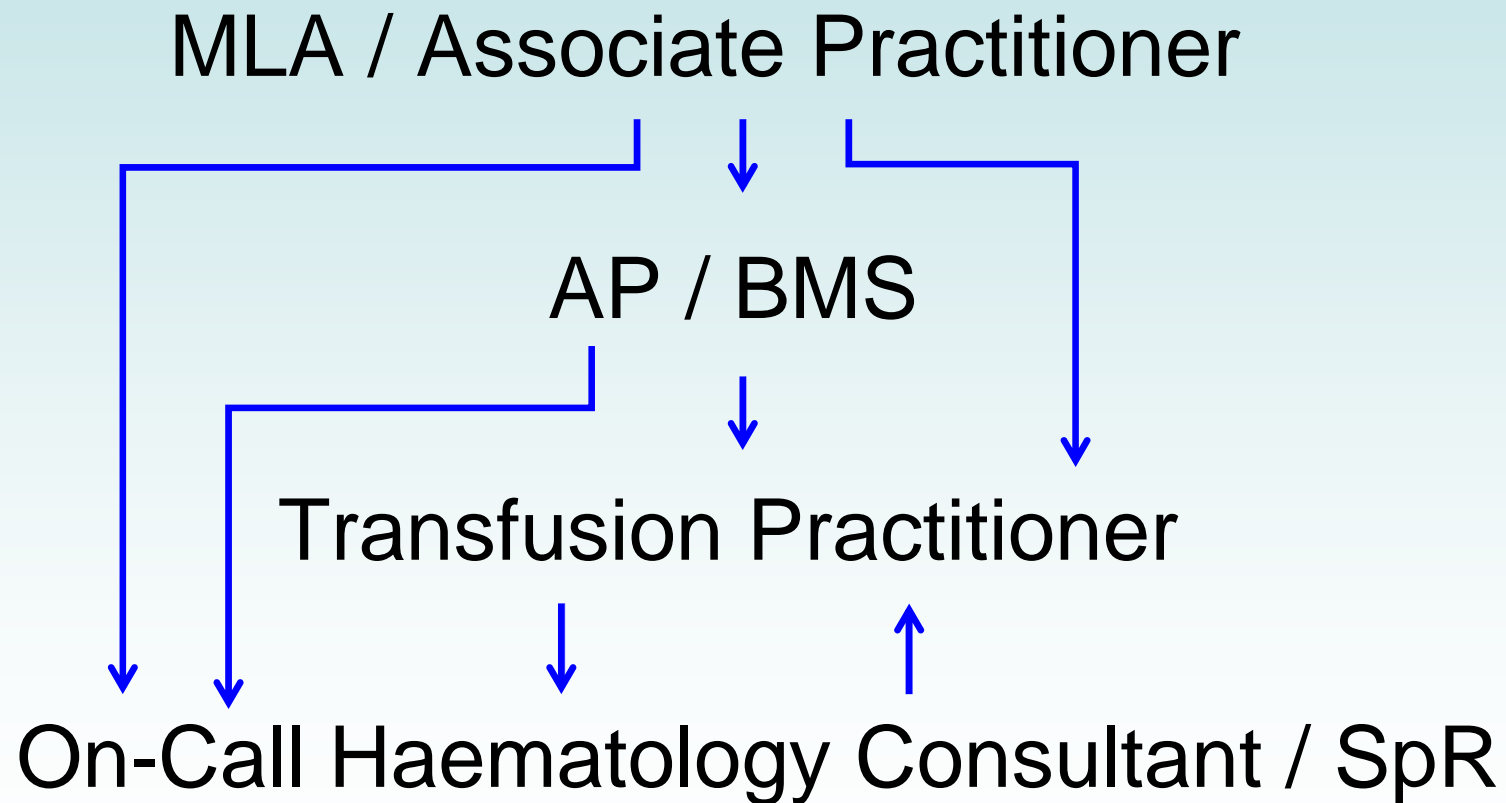 MLA / Associate Practitioner
AP / BMS
Transfusion Practitioner
On-Call Haematology Consultant / SpR